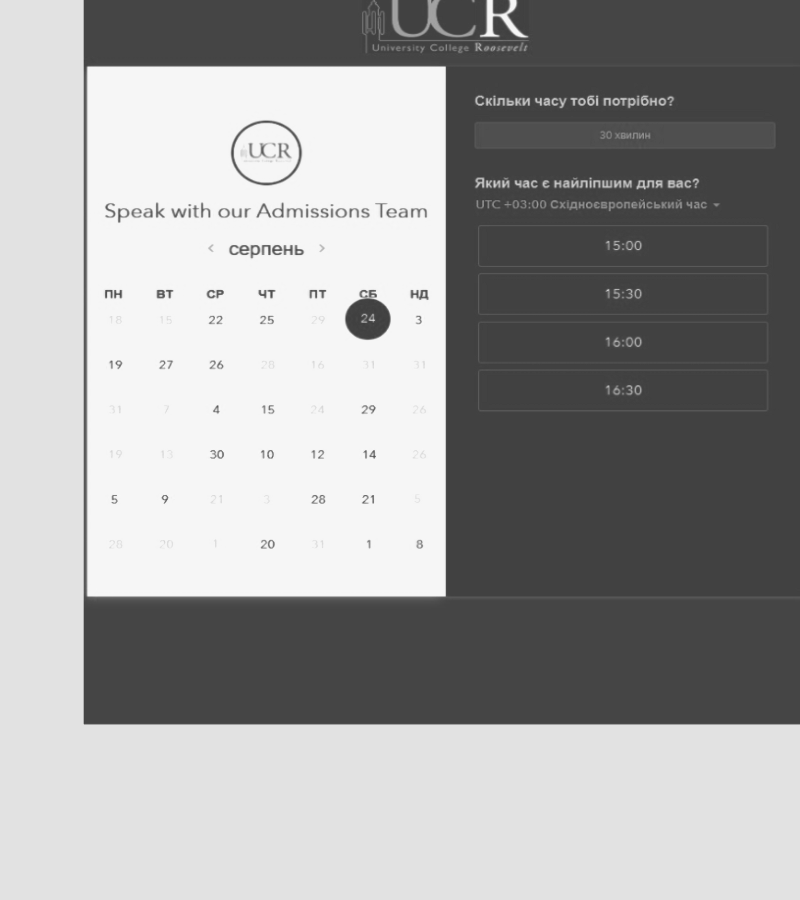 UCR
University College Roosevelt
UCR
Speak with our Admissions Team
серпень
ПН ВТ СР ЧТ ПТ СБ НД
18 15 22 25 29 24 3
19 27 26 28 16 31 31
31 7 4 15 24 29 26
19 13 30 10 12 14 26
5 9 21 3 28 21 5
28 20 1 20 31 1 8
Скільки часу тобі потрібно?
30 хвилин
Який час є найліпшим для вас?
UTC +03:00 Східноєвропейський час
15:00
15:30
16:00
16:30